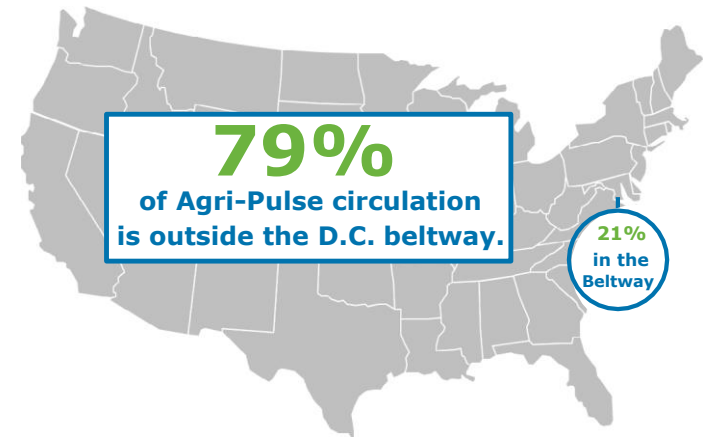 79%
of Agri-Pulse circulation
is outside the D.C. beltway.
21%
in the
Beltway